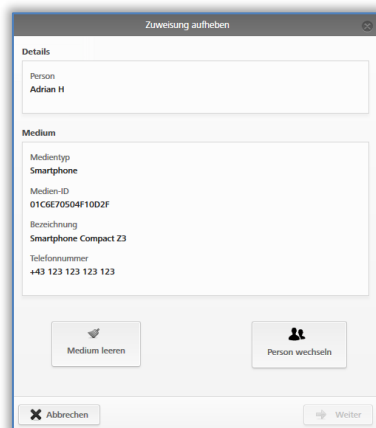 Zuweisung aufheben
Details
Person
Adrian H
Medium
Medientyp
Smartphone
Medien-ID
01C6E70504F10D2F
Bezeichnung
Smartphone Compact Z3
Telefonnummer
+43 123 123 123 123
Medium leeren
Person wechseln
Abbrechen
Weiter